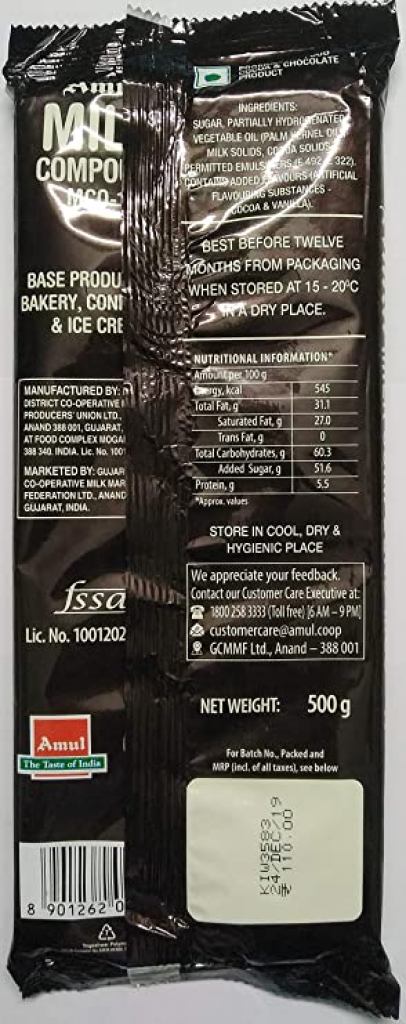 Amu
MIL
COMPO
MCO-
BASE PRODU
BAKERY, CON
& ICE CRE
MANUFACTURED BY:
DISTRICT CO-OPERATIVE
PRODUCERS' UNION LTD.,
ANAND 388 001, GUJARAT,
AT FOOD COMPLEX MOGA
388 340. INDIA. Lic. No. 1001
MARKETED BY: GUJAR
CO-OPERATIVE MILK MAR
FEDERATION LTD., ANAND
GUJARAT, INDIA.
fssa
Lic. No. 1001202
Amul
The Taste of India
8 901262 0
& CHOCOLATE
PRODUCT
INGREDIENTS:
SUGAR, PARTIALLY HYDROGENATED
VEGETABLE OIL (PALM KERNEL OIL),
MILK SOLIDS, COCOA SOLIDS,
PERMITTED EMULSIFIERS (E 492, E 322).
CONTAINS ADDED FLAVOURS (ARTIFICIAL
FLAVOURING SUBSTANCES -
COCOA & VANILLA).
BEST BEFORE TWELVE
MONTHS FROM PACKAGING
WHEN STORED AT 15 - 20°C
IN A DRY PLACE.
NUTRITIONAL INFORMATION*
Amount per 100 g
Energy, kcal 545
Total Fat, g 31.1
Saturated Fat, g 27.0
Trans Fat, g 0
Total Carbohydrates, g 60.3
Added Sugar, g 51.6
Protein, g 5.5
*Approx. values
STORE IN COOL, DRY &
HYGIENIC PLACE
We appreciate your feedback.
Contact our Customer Care Executive at:
1800 258 3333 (Toll free) [6 AM – 9 PM]
customercare@amul.coop
GCMMF Ltd., Anand – 388 001
NET WEIGHT: 500 g
For Batch No., Packed and
MRP (incl. of all taxes), see below
KIW3583
24/DEC/19
₹ 110.00